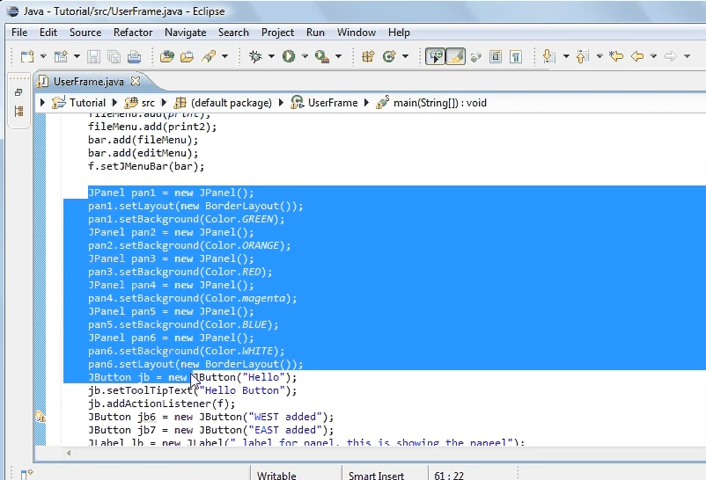 Java - Tutorial/src/UserFrame.java - Eclipse
File Edit Source Refactor Navigate Search Project Run Window Help
UserFrame.java
Tutorial src (default package) UserFrame main(String[]) : void
fileMenu.add(print);
fileMenu.add(print2);
bar.add(fileMenu);
bar.add(editMenu);
f.setJMenuBar(bar);
JPanel pan1 = new JPanel();
pan1.setLayout(new BorderLayout());
pan1.setBackground(Color.GREEN);
JPanel pan2 = new JPanel();
pan2.setBackground(Color.ORANGE);
JPanel pan3 = new JPanel();
pan3.setBackground(Color.RED);
JPanel pan4 = new JPanel();
pan4.setBackground(Color.magenta);
JPanel pan5 = new JPanel();
pan5.setBackground(Color.BLUE);
JPanel pan6 = new JPanel();
pan6.setBackground(Color.WHITE);
pan6.setLayout(new BorderLayout());
JButton jb = new JButton("Hello");
jb.setToolTipText("Hello Button");
jb.addActionListener(f);
JButton jb6 = new JButton("WEST added");
JButton jb7 = new JButton("EAST added");
JLabel lb = new JLabel(" label for panel, this is showing the paneel");
Writable Smart Insert 61 : 22